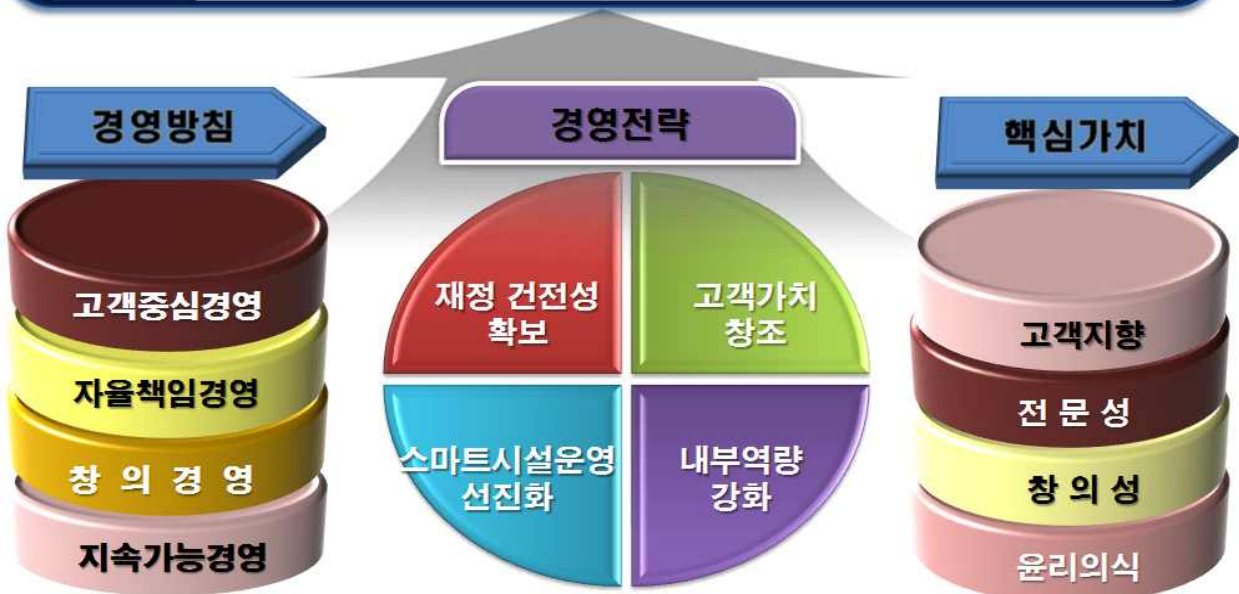 경영방침
고객중심경영
자율책임경영
창 의 경 영
지속가능경영
경영전략
재정 건전성
확보
고객가치
창조
스마트시설운영
선진화
내부역량
강화
핵심가치
고객지향
전 문 성
창 의 성
윤리의식